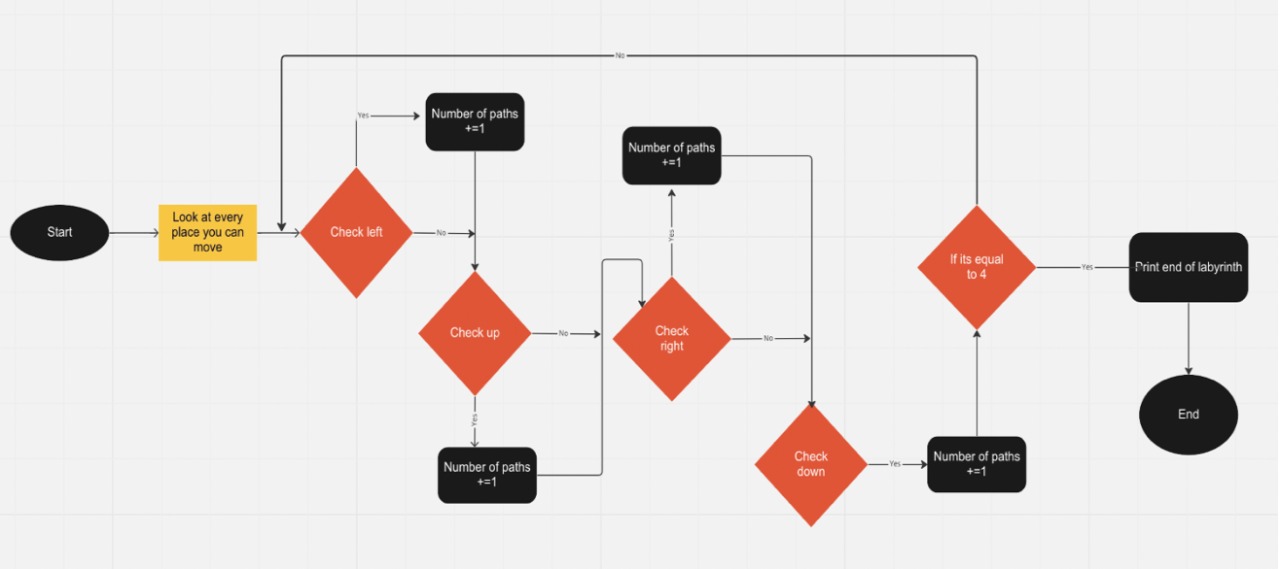 No
Yes
Number of paths
+=1
Number of paths
+=1
Start
Look at every
place you can
move
Check left
No
Yes
If its equal
to 4
Yes
Print end of labyrinth
Check up
No
Check
right
No
Yes
End
Number of paths
+=1
Check
down
Yes
Number of paths
+=1